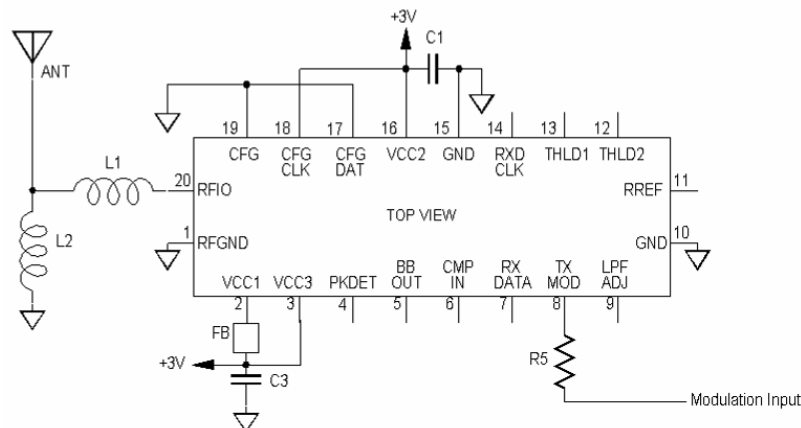 +3V
C1
ANT
19 18 17 16 15 14 13 12
CFG CFG CLK CFG DAT VCC2 GND RXD CLK THLD1 THLD2
L1
20 RFIO
RREF 11
TOP VIEW
L2
1 RFGND
GND 10
VCC1 VCC3 PKDET BB OUT CMP IN RX DATA TX MOD LPF ADJ
2 3 4 5 6 7 8 9
FB
+3V
R5
C3
Modulation Input